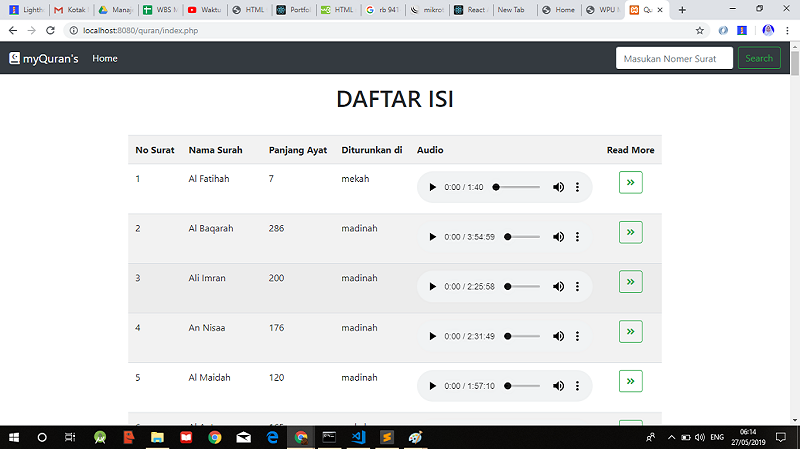 Lighth
Kotak
Manaj
WBS M
Waktu
HTML
Portfol
HTML
rb 941
mikrot
React
New Tab
Home
WPU
Qu
localhost:8080/quran/index.php
myQuran's Home Masukan Nomer Surat Search
DAFTAR ISI
No Surat Nama Surah Panjang Ayat Diturunkan di Audio Read More
1 Al Fatihah 7 mekah 0:00 / 1:40
2 Al Baqarah 286 madinah 0:00 / 3:54:59
3 Ali Imran 200 madinah 0:00 / 2:25:58
4 An Nisaa 176 madinah 0:00 / 2:31:49
5 Al Maidah 120 madinah 0:00 / 1:57:10
ENG
06:14
27/05/2019